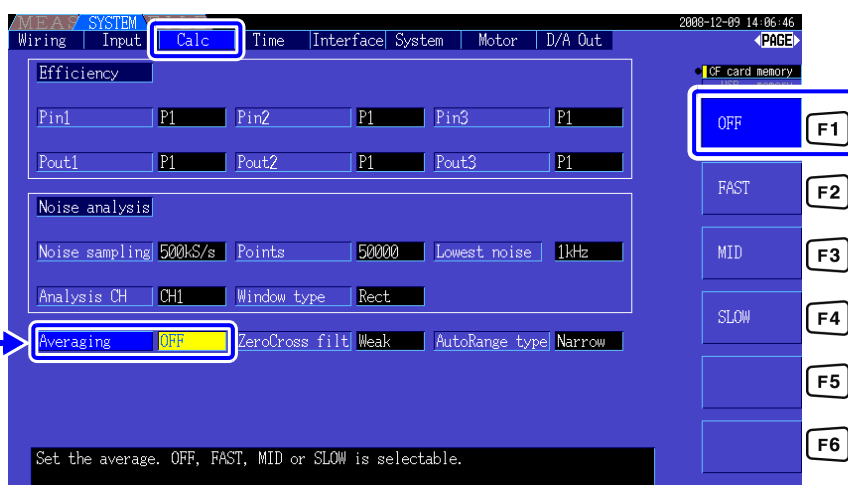 MEAS SYSTEM 2008-12-09 14:06:46
Wiring Input Calc Time Interface System Motor D/A Out PAGE
Efficiency CF card memory
Pin1 P1 Pin2 P1 Pin3 P1 OFF F1
Pout1 P1 Pout2 P1 Pout3 P1
FAST F2
Noise analysis
Noise sampling 500kS/s Points 50000 Lowest noise 1kHz MID F3
Analysis CH CH1 Window type Rect
SLOW F4
Averaging OFF ZeroCross filt Weak AutoRange type Narrow
F5
F6
Set the average. OFF, FAST, MID or SLOW is selectable.